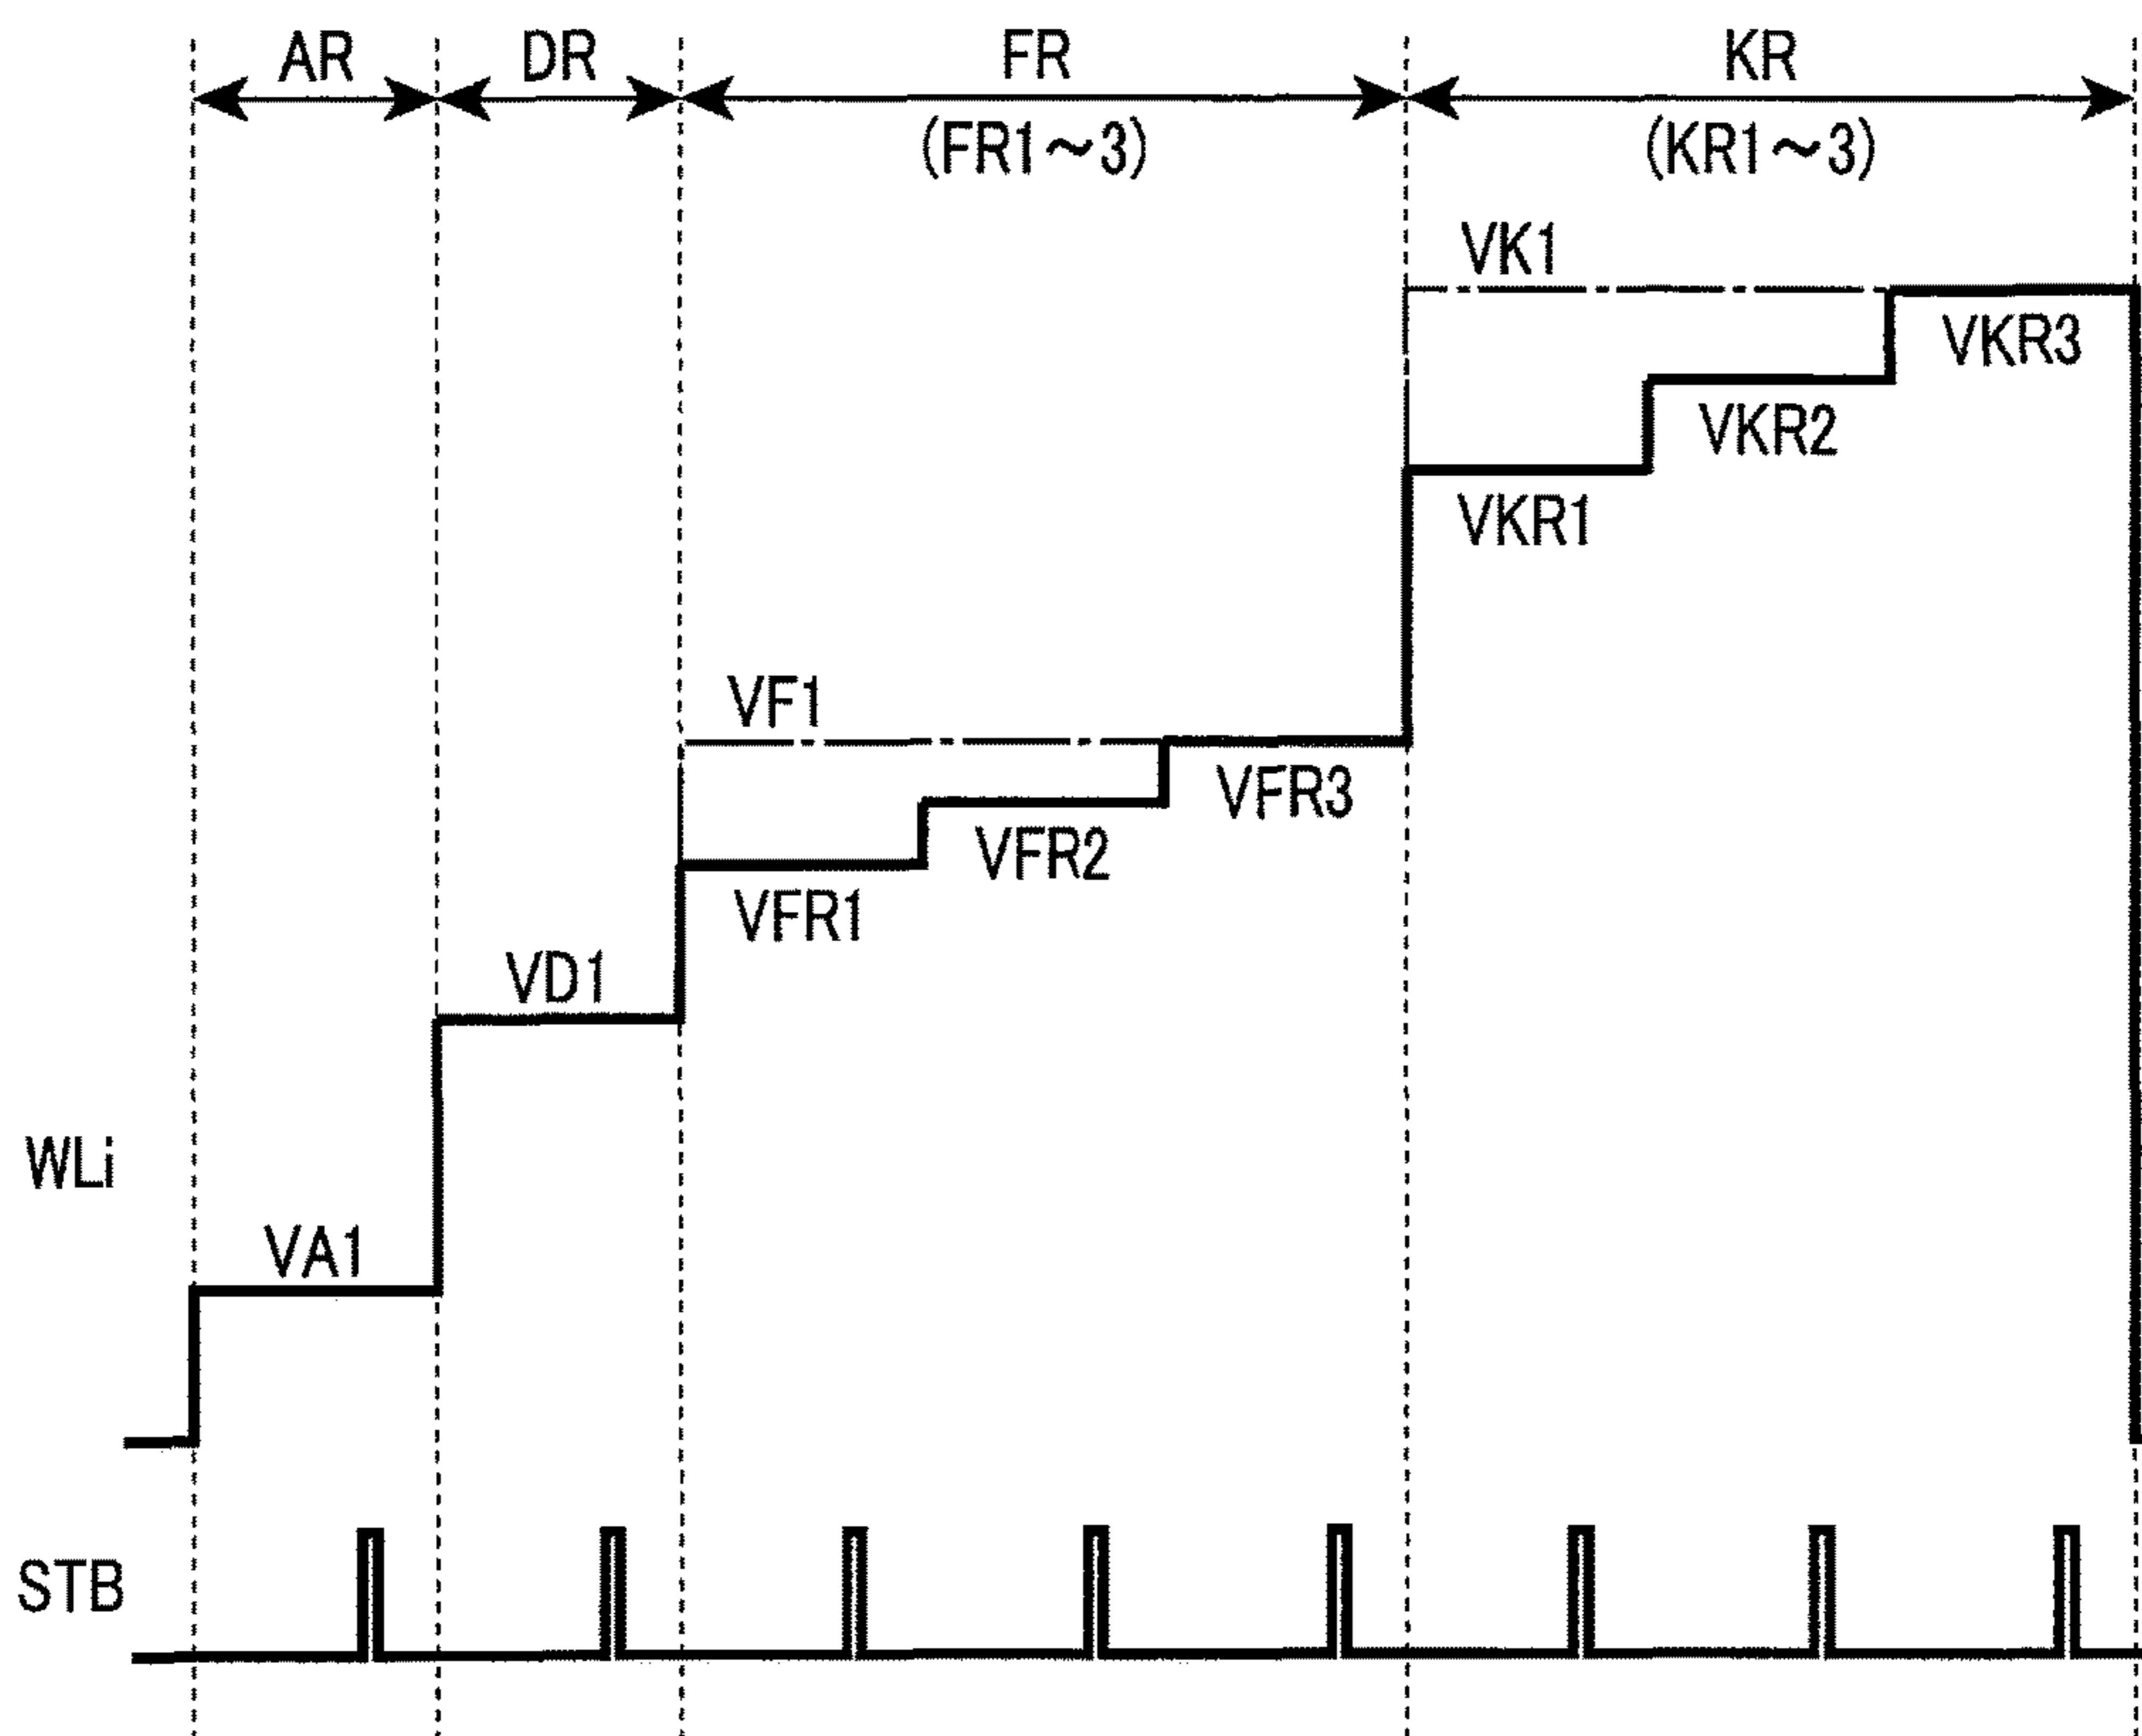 AR DR FR KR
(FR1～3) (KR1～3)
VK1
VKR3
VKR2
VKR1
VF1
VFR3
VFR2
VFR1
VD1
WLi
VA1
STB